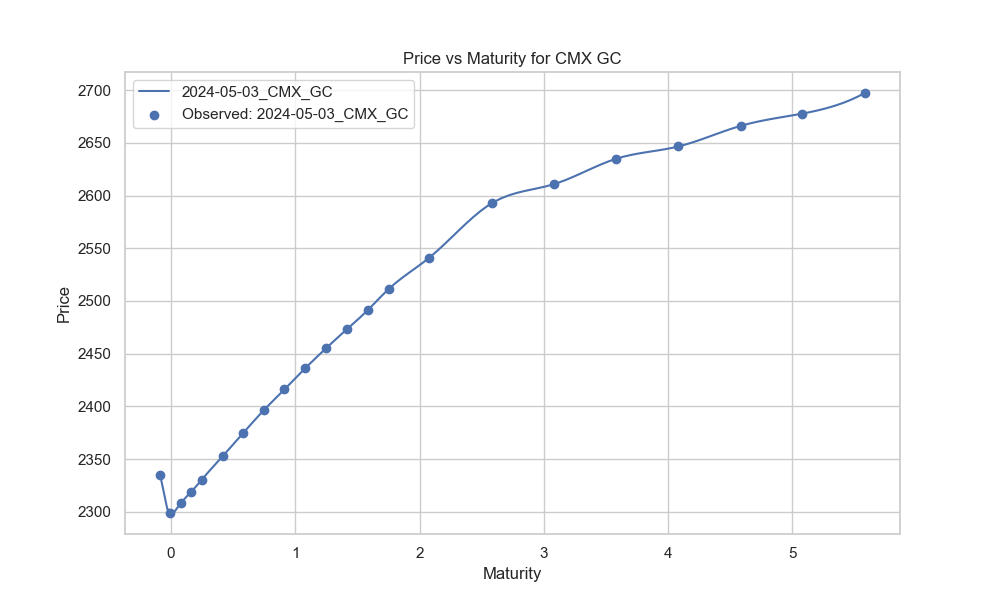 Price vs Maturity for CMX GC
2024-05-03_CMX_GC
Observed: 2024-05-03_CMX_GC
Price
2700
2650
2600
2550
2500
2450
2400
2350
2300
0 1 2 3 4 5
Maturity